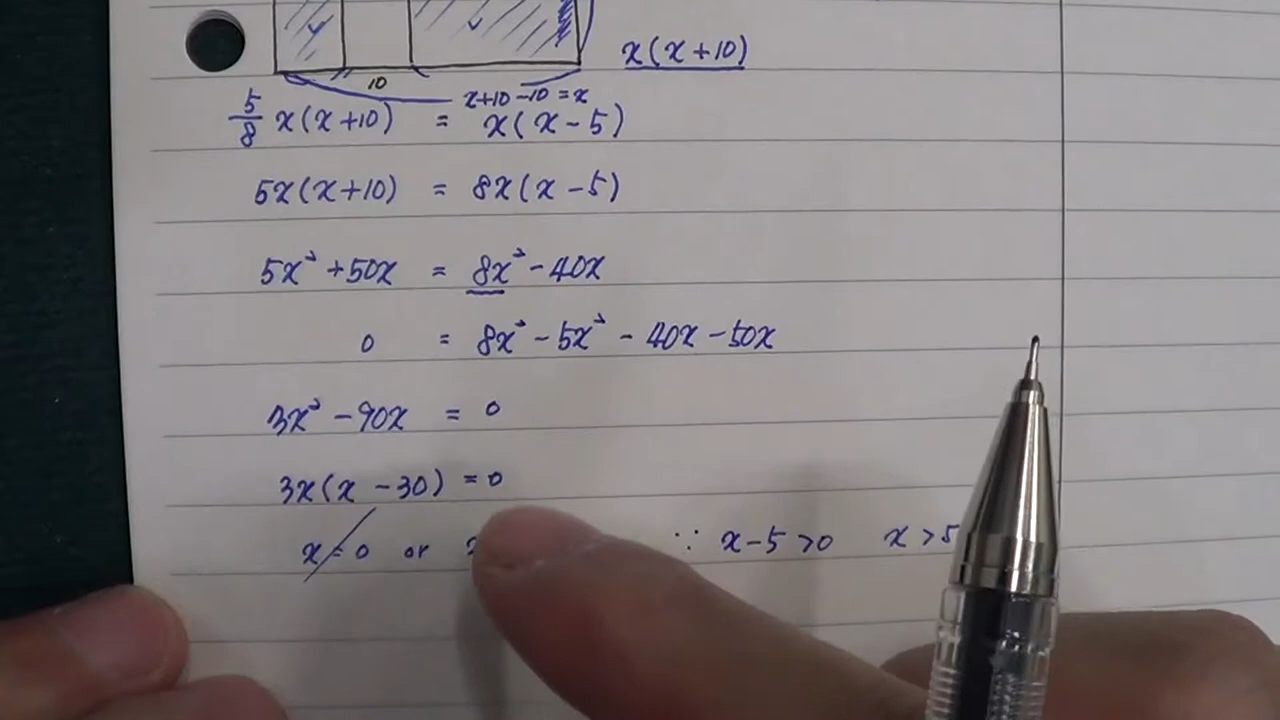 x(x+10)
10
x+10-10=x
5/8 x(x+10) = x(x-5)
5x(x+10) = 8x(x-5)
5x²+50x = 8x²-40x
0 = 8x²-5x²-40x-50x
3x²-90x = 0
3x(x-30)=0
x=0 or ∵ x-5>0 x>5